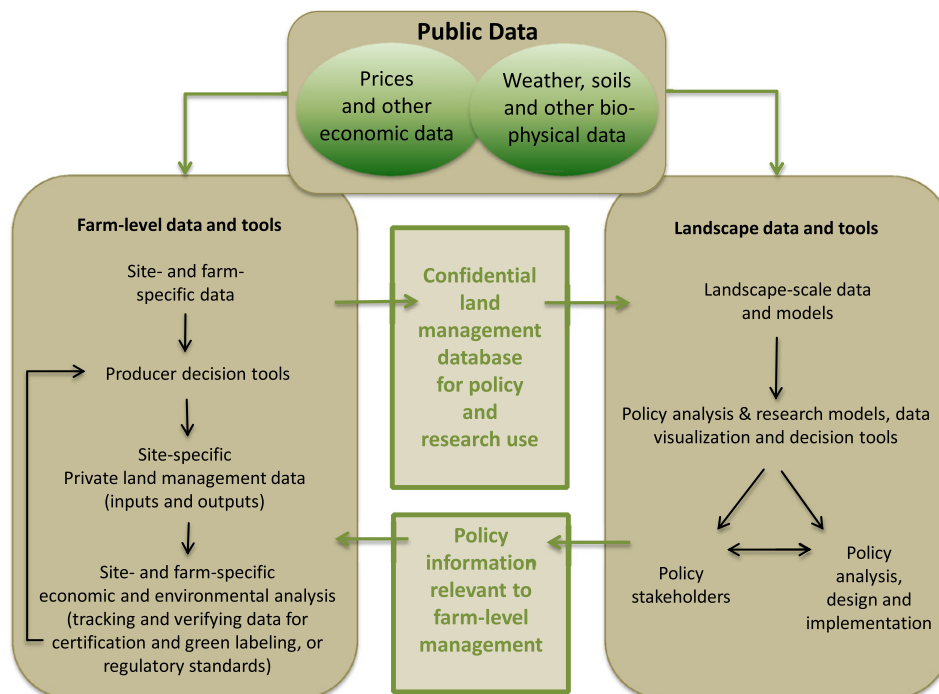 Public Data
Prices
and other
economic data
Weather, soils
and other bio-
physical data
Farm-level data and tools
Site- and farm-
specific data
Producer decision tools
Site-specific
Private land management data
(inputs and outputs)
Site- and farm-specific
economic and environmental analysis
(tracking and verifying data for
certification and green labeling, or
regulatory standards)
Confidential
land
management
database
for policy
and
research use
Policy
information
relevant to
farm-level
management
Landscape data and tools
Landscape-scale data
and models
Policy analysis & research models, data
visualization and decision tools
Policy
stakeholders
Policy
analysis,
design and
implementation